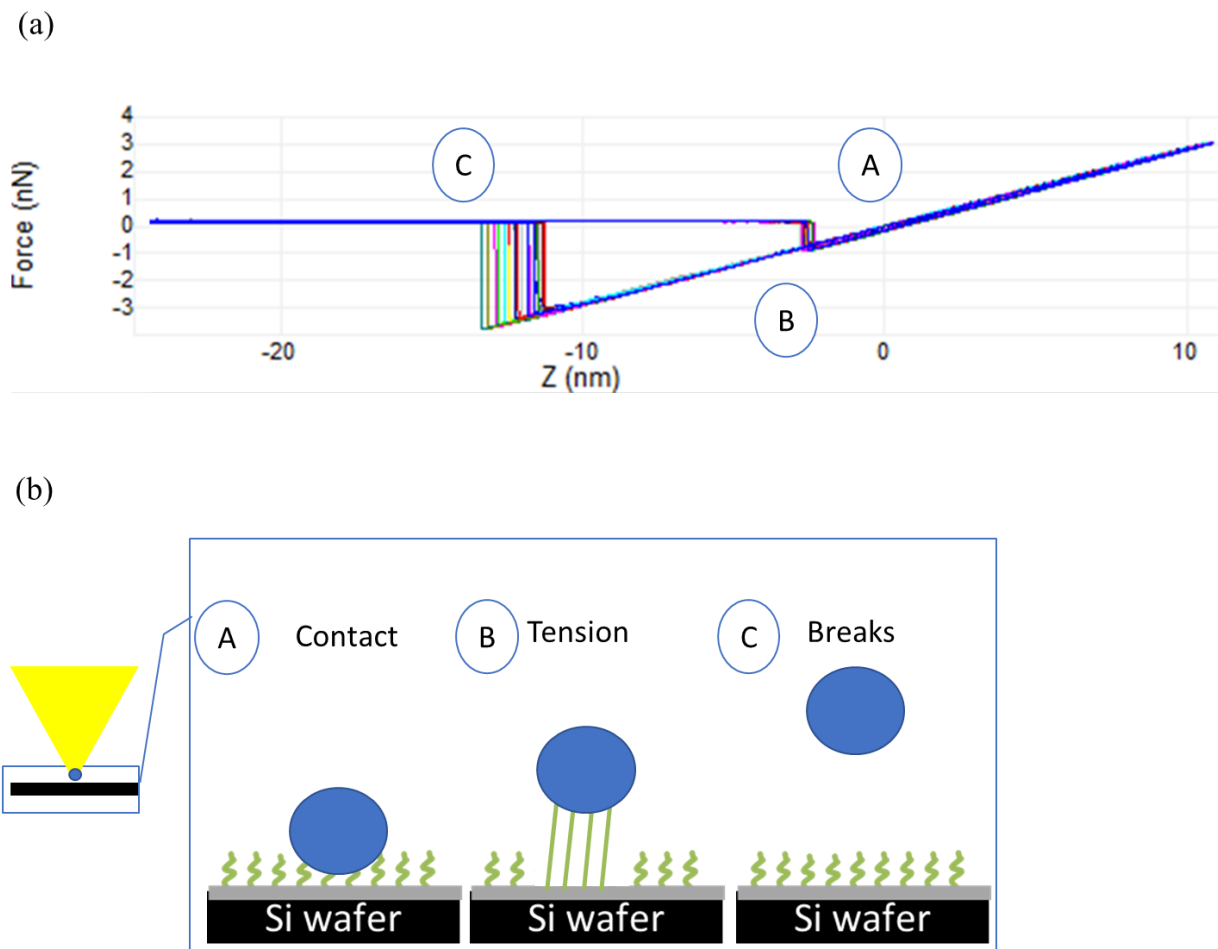 (a)
4
3
2
1
0
-1
-2
-3
Force (nN)
C
A
B
-20
-10
0
10
Z (nm)
(b)
A
Contact
B
Tension
C
Breaks
Si wafer
Si wafer
Si wafer